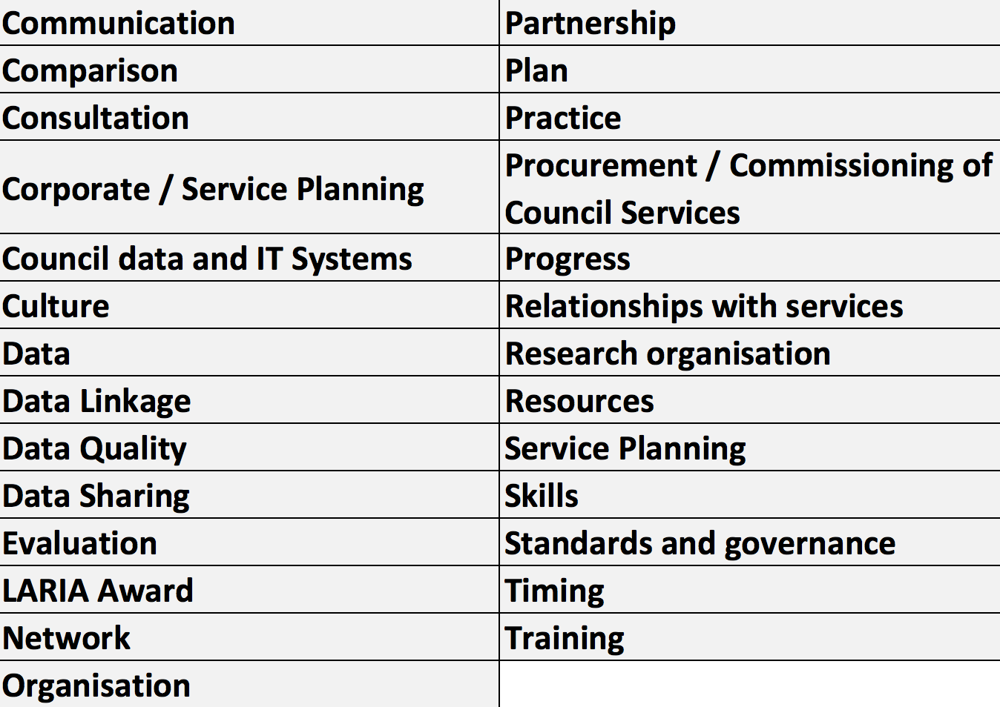 Communication
Partnership
Comparison
Plan
Consultation
Practice
Corporate / Service Planning
Procurement / Commissioning of
Council Services
Council data and IT Systems
Progress
Culture
Relationships with services
Data
Research organisation
Data Linkage
Resources
Data Quality
Service Planning
Data Sharing
Skills
Evaluation
Standards and governance
LARIA Award
Timing
Network
Training
Organisation